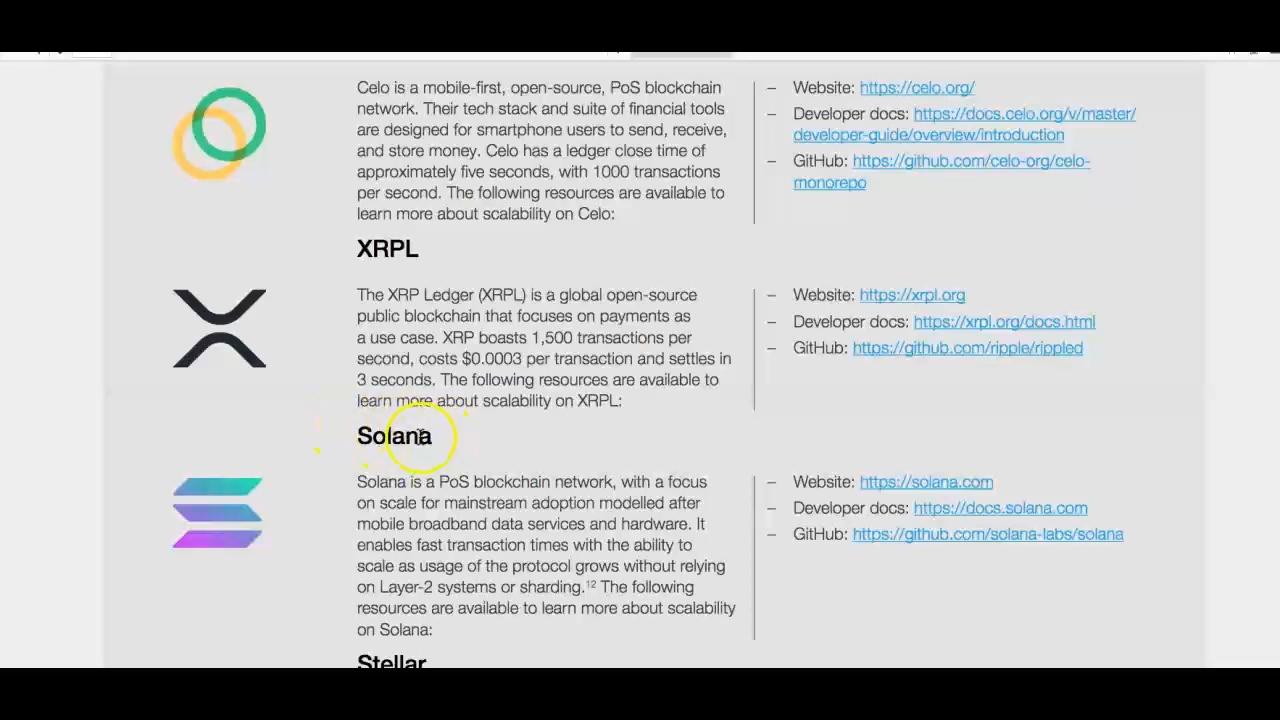 Celo is a mobile-first, open-source, PoS blockchain
network. Their tech stack and suite of financial tools
are designed for smartphone users to send, receive,
and store money. Celo has a ledger close time of
approximately five seconds, with 1000 transactions
per second. The following resources are available to
learn more about scalability on Celo:
– Website: https://celo.org/
– Developer docs: https://docs.celo.org/v/master/
developer-guide/overview/introduction
– GitHub: https://github.com/celo-org/celo-
monorepo
XRPL
The XRP Ledger (XRPL) is a global open-source
public blockchain that focuses on payments as
a use case. XRP boasts 1,500 transactions per
second, costs $0.0003 per transaction and settles in
3 seconds. The following resources are available to
learn more about scalability on XRPL:
– Website: https://xrpl.org
– Developer docs: https://xrpl.org/docs.html
– GitHub: https://github.com/ripple/rippled
Solana
Solana is a PoS blockchain network, with a focus
on scale for mainstream adoption modelled after
mobile broadband data services and hardware. It
enables fast transaction times with the ability to
scale as usage of the protocol grows without relying
on Layer-2 systems or sharding.¹² The following
resources are available to learn more about scalability
on Solana:
– Website: https://solana.com
– Developer docs: https://docs.solana.com
– GitHub: https://github.com/solana-labs/solana
Stellar